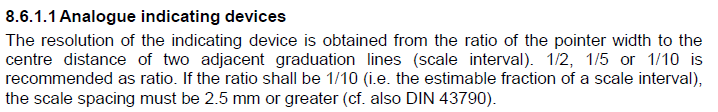 8.6.1.1 Analogue indicating devices
The resolution of the indicating device is obtained from the ratio of the pointer width to the
centre distance of two adjacent graduation lines (scale interval). 1/2, 1/5 or 1/10 is
recommended as ratio. If the ratio shall be 1/10 (i.e. the estimable fraction of a scale interval),
the scale spacing must be 2.5 mm or greater (cf. also DIN 43790).